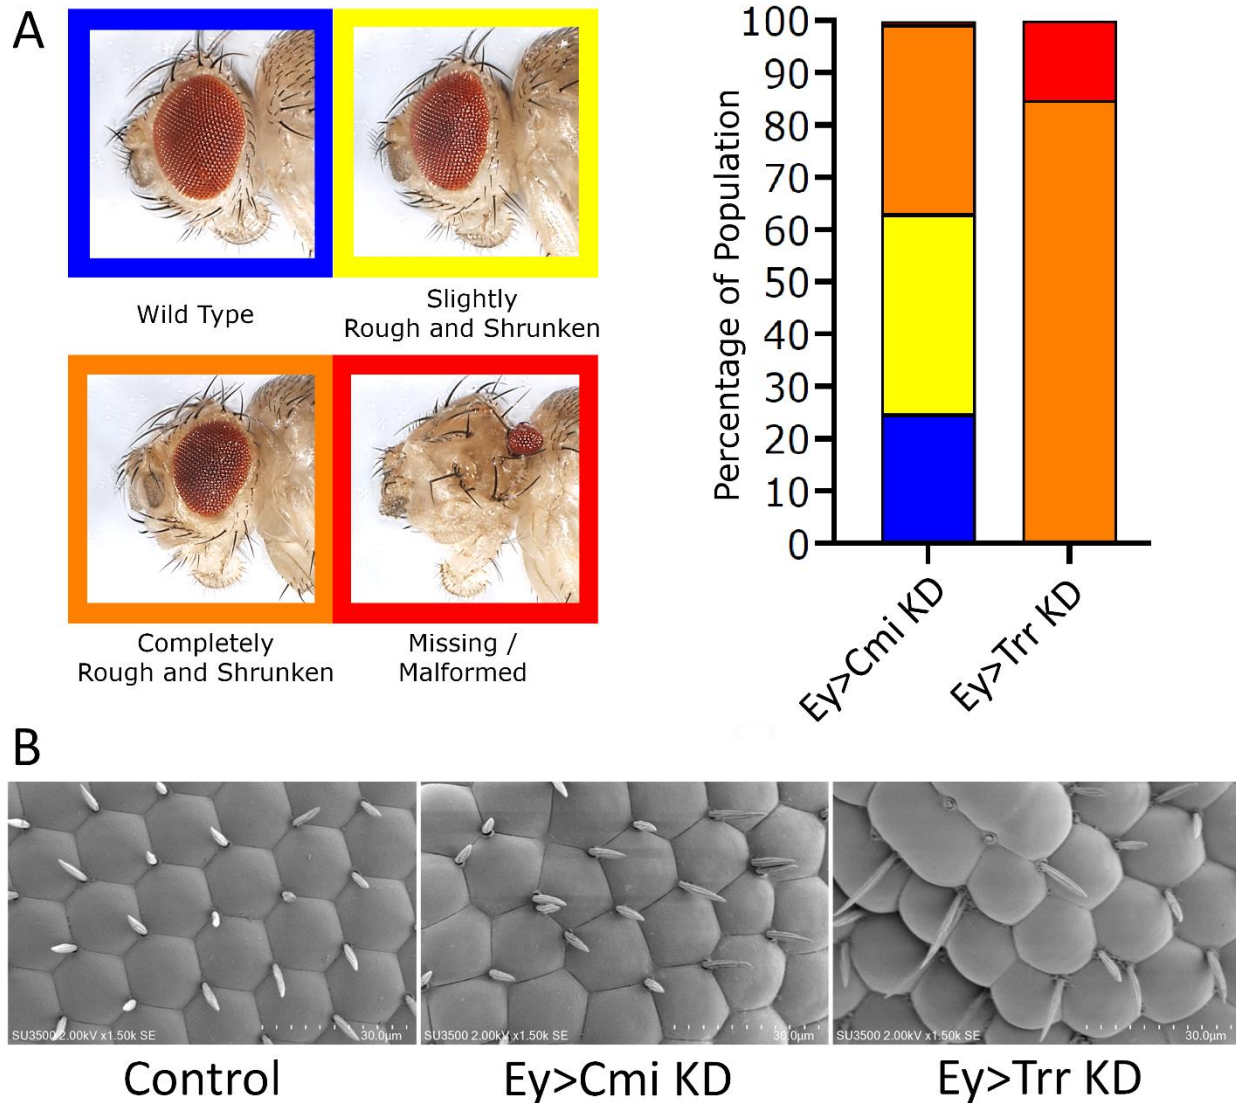 A
Wild Type
Slightly
Rough and Shrunken
Completely
Rough and Shrunken
Missing /
Malformed
Percentage of Population
100
90
80
70
60
50
40
30
20
10
0
Ey>Cmi KD
Ey>Trr KD
B
SU3500 2.00kV x1.50k SE
30.0µm
SU3500 2.00kV x1.50k SE
30.0µm
SU3500 2.00kV x1.50k SE
30.0µm
Control
Ey>Cmi KD
Ey>Trr KD